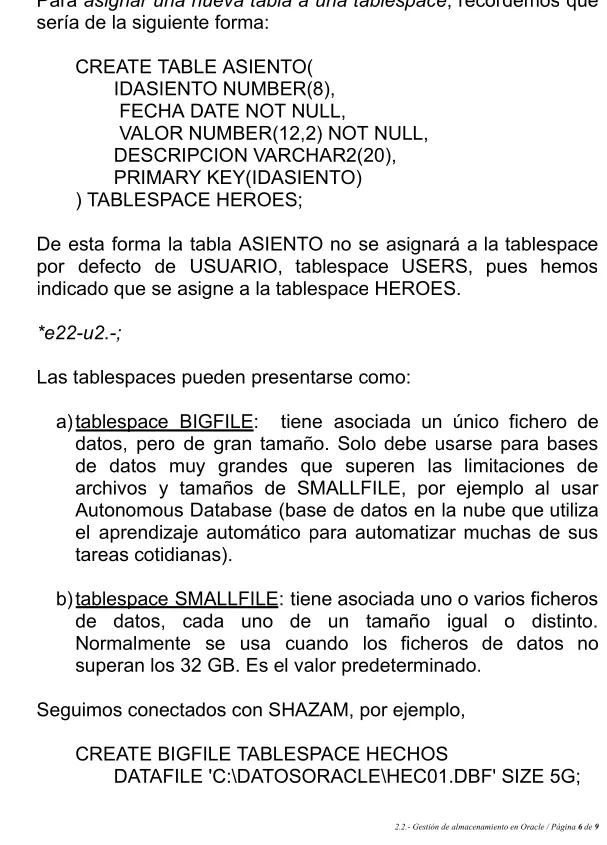 Para asignar una nueva tabla a una tablespace, recordemos que
sería de la siguiente forma:
CREATE TABLE ASIENTO(
IDASIENTO NUMBER(8),
FECHA DATE NOT NULL,
VALOR NUMBER(12,2) NOT NULL,
DESCRIPCION VARCHAR2(20),
PRIMARY KEY(IDASIENTO)
) TABLESPACE HEROES;
De esta forma la tabla ASIENTO no se asignará a la tablespace
por defecto de USUARIO, tablespace USERS, pues hemos
indicado que se asigne a la tablespace HEROES.
*e22-u2.-;
Las tablespaces pueden presentarse como:
a) tablespace BIGFILE: tiene asociada un único fichero de
datos, pero de gran tamaño. Solo debe usarse para bases
de datos muy grandes que superen las limitaciones de
archivos y tamaños de SMALLFILE, por ejemplo al usar
Autonomous Database (base de datos en la nube que utiliza
el aprendizaje automático para automatizar muchas de sus
tareas cotidianas).
b) tablespace SMALLFILE: tiene asociada uno o varios ficheros
de datos, cada uno de un tamaño igual o distinto.
Normalmente se usa cuando los ficheros de datos no
superan los 32 GB. Es el valor predeterminado.
Seguimos conectados con SHAZAM, por ejemplo,
CREATE BIGFILE TABLESPACE HECHOS
DATAFILE 'C:\DATOSORACLE\HEC01.DBF' SIZE 5G;
2.2.- Gestión de almacenamiento en Oracle / Página 6 de 9